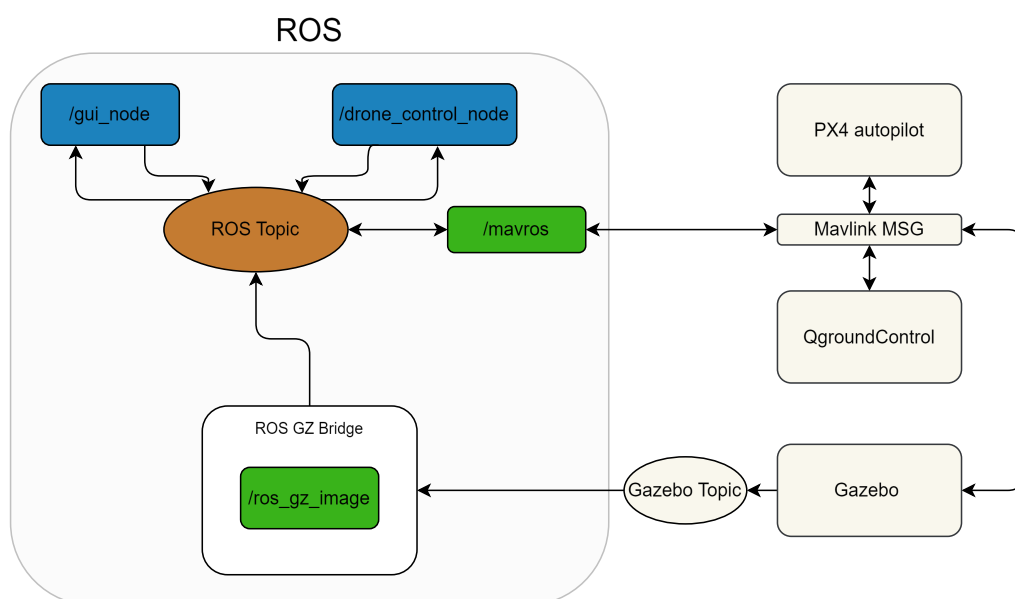 ROS
/gui_node
/drone_control_node
PX4 autopilot
ROS Topic
/mavros
Mavlink MSG
QgroundControl
ROS GZ Bridge
/ros_gz_image
Gazebo Topic
Gazebo